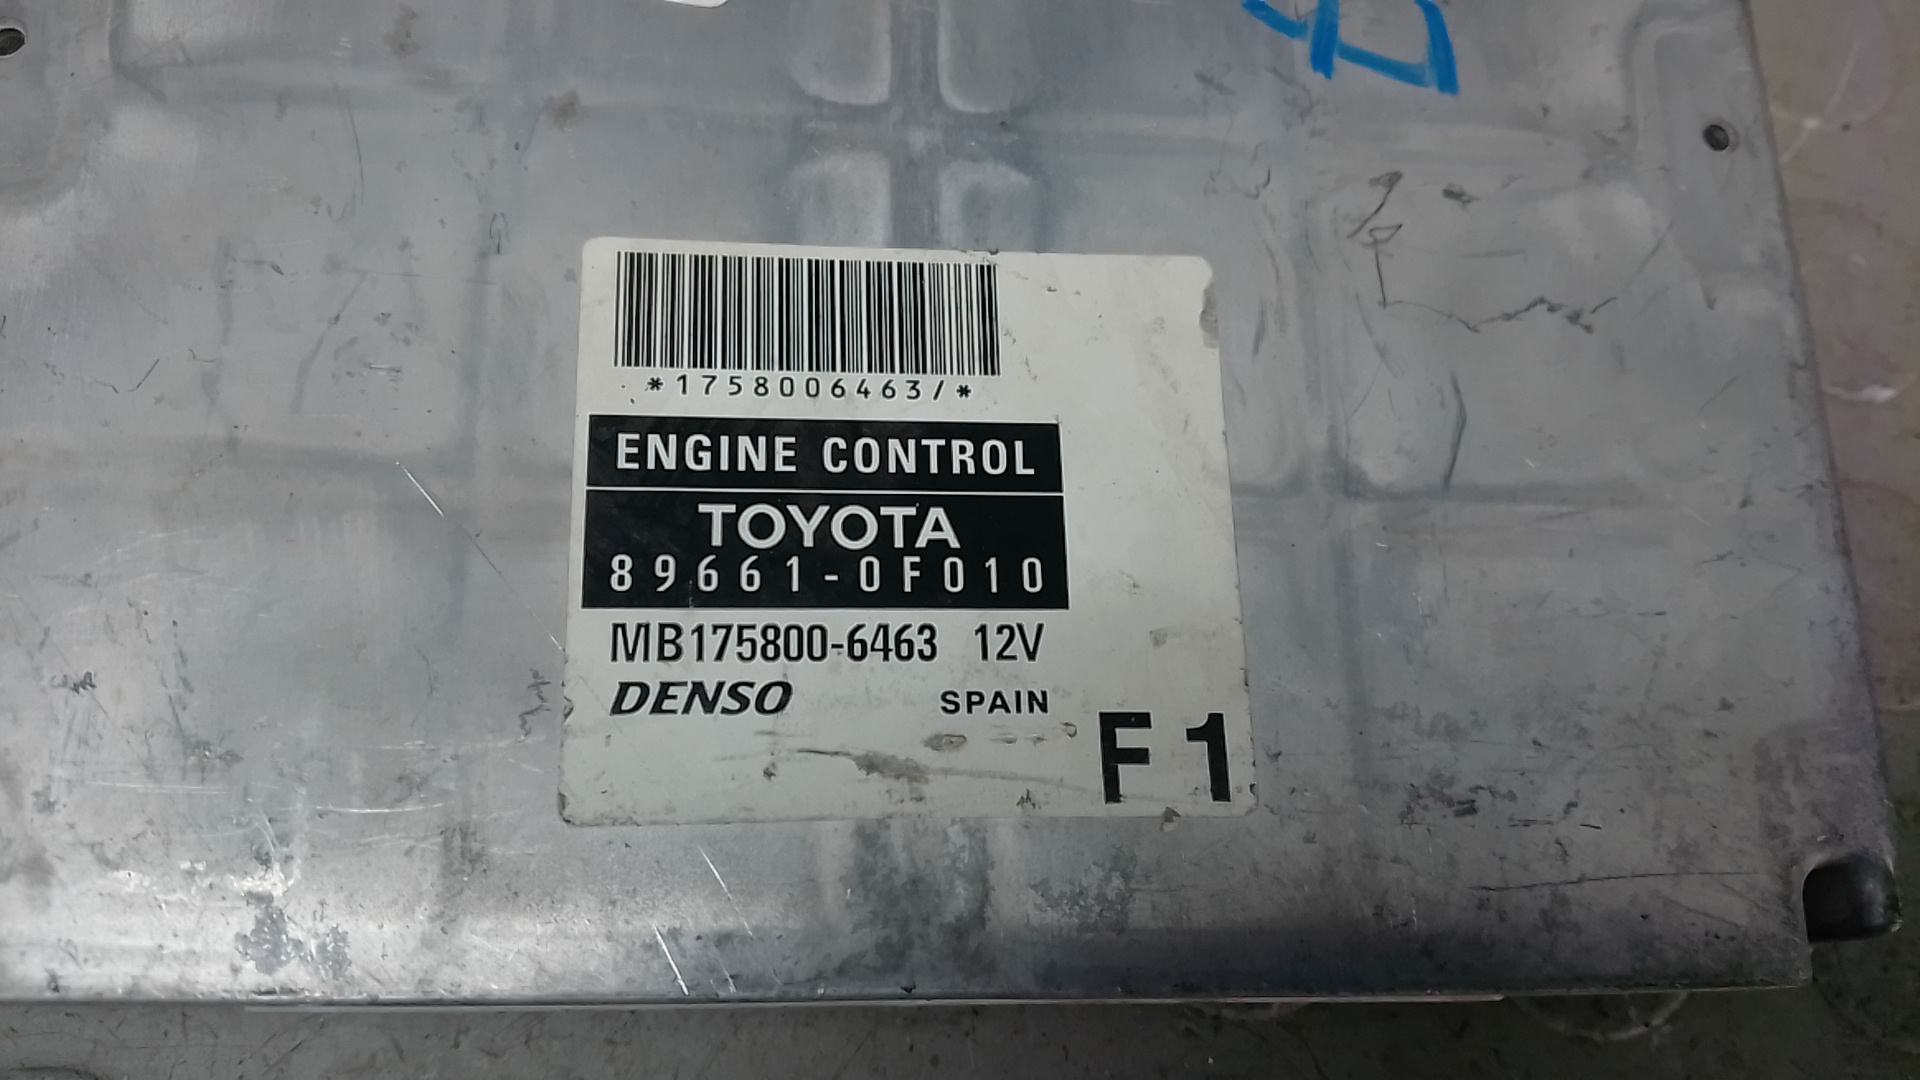 *1758006463/*
ENGINE CONTROL
TOYOTA
89661-0F010
MB175800-6463 12V
DENSO SPAIN
F1